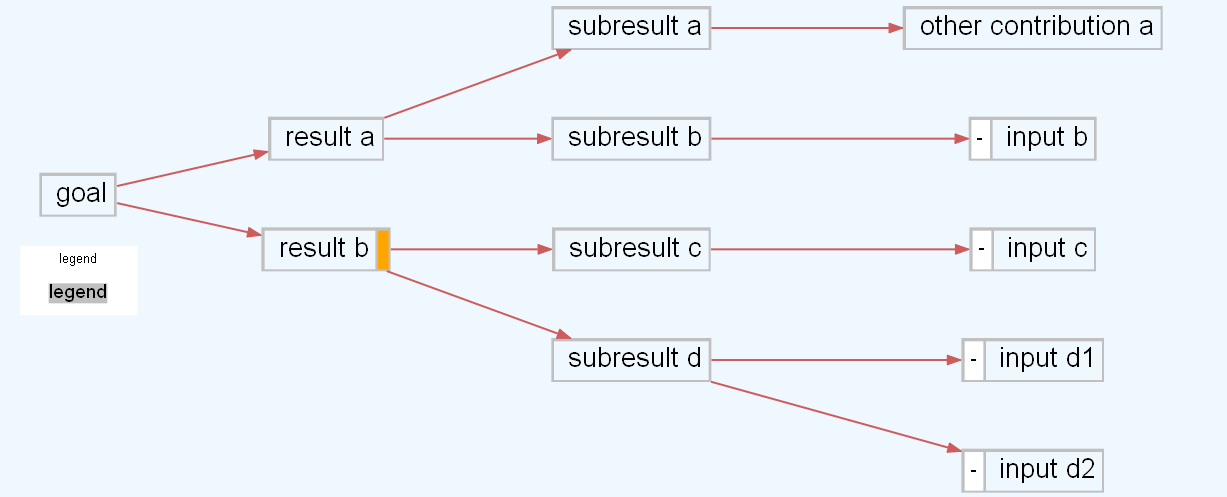 subresult a
other contribution a
result a
subresult b
- input b
goal
result b
subresult c
- input c
legend
legend
subresult d
- input d1
- input d2